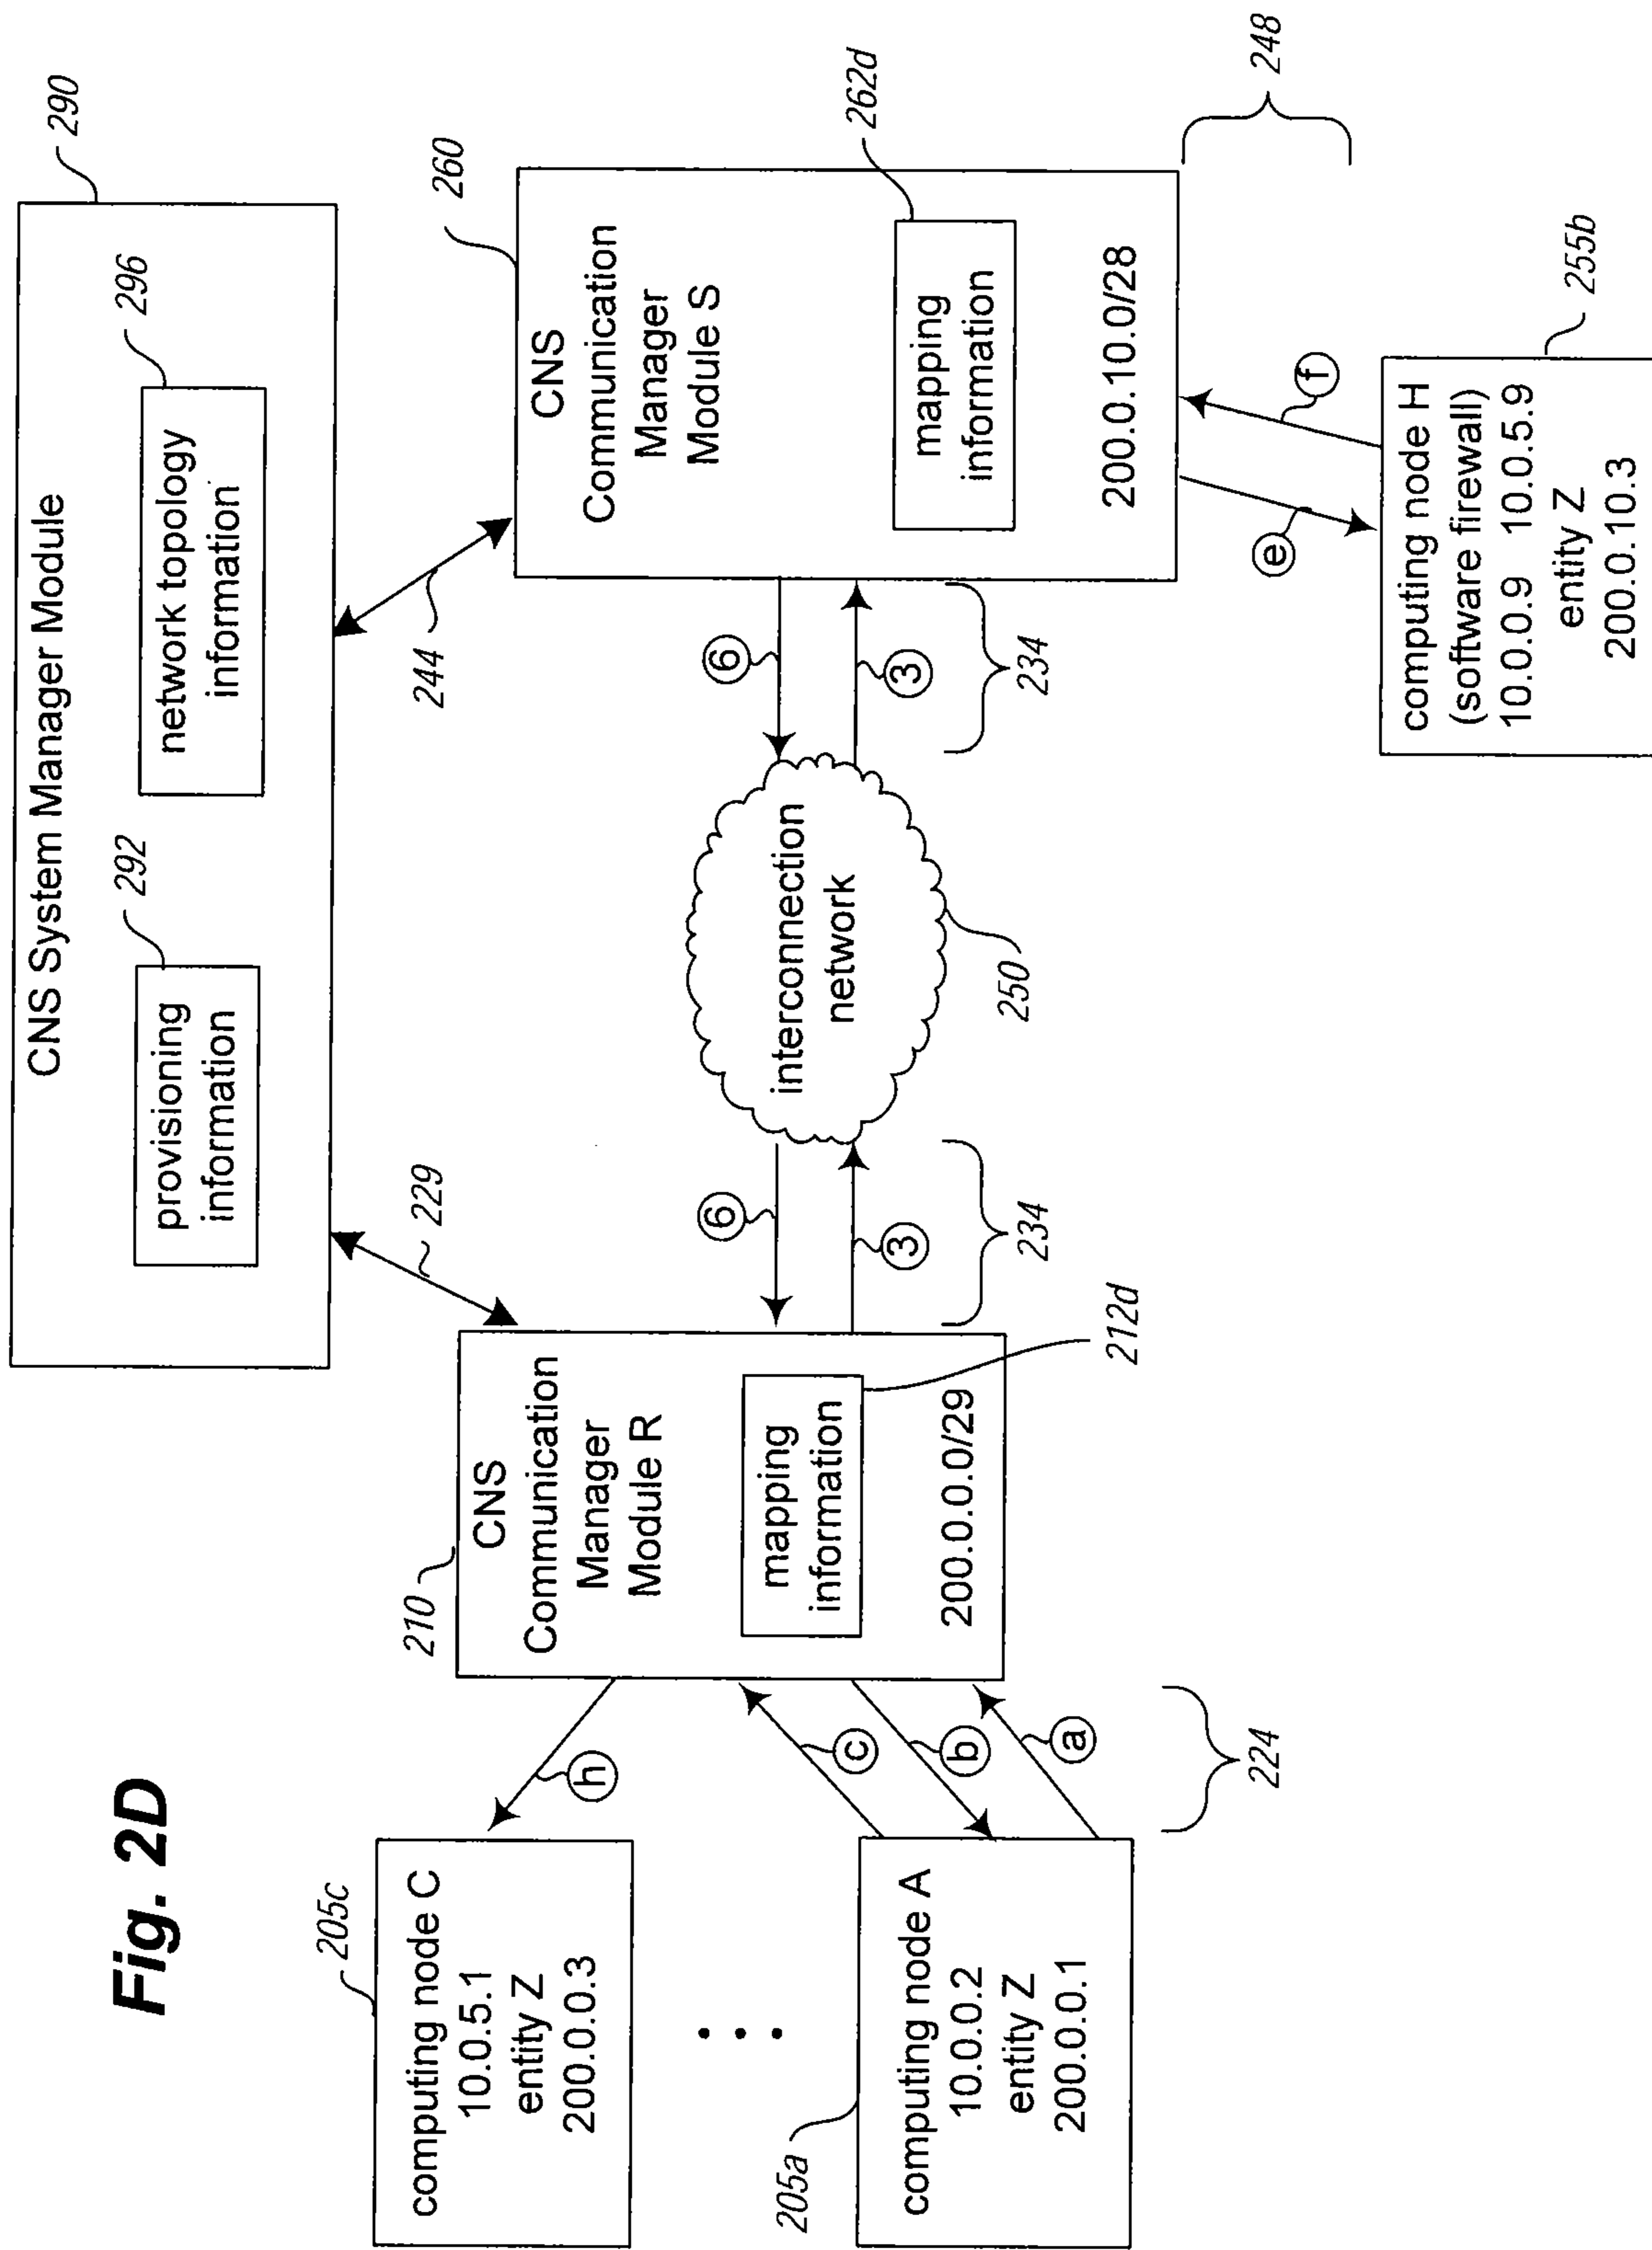 Fig. 2D
CNS System Manager Module
290
provisioning
information
292
network topology
information
296
229
244
210
CNS
Communication
Manager
Module R
mapping
information
212d
200.0.0.0/29
260
CNS
Communication
Manager
Module S
mapping
information
262d
200.0.10.0/28
interconnection
network
250
6
3
6
3
234
234
205c
computing node C
10.0.5.1
entity Z
200.0.0.3
205a
computing node A
10.0.0.2
entity Z
200.0.0.1
h
c
b
a
224
248
e
f
255b
computing node H
(software firewall)
10.0.0.9 10.0.5.9
entity Z
200.0.10.3